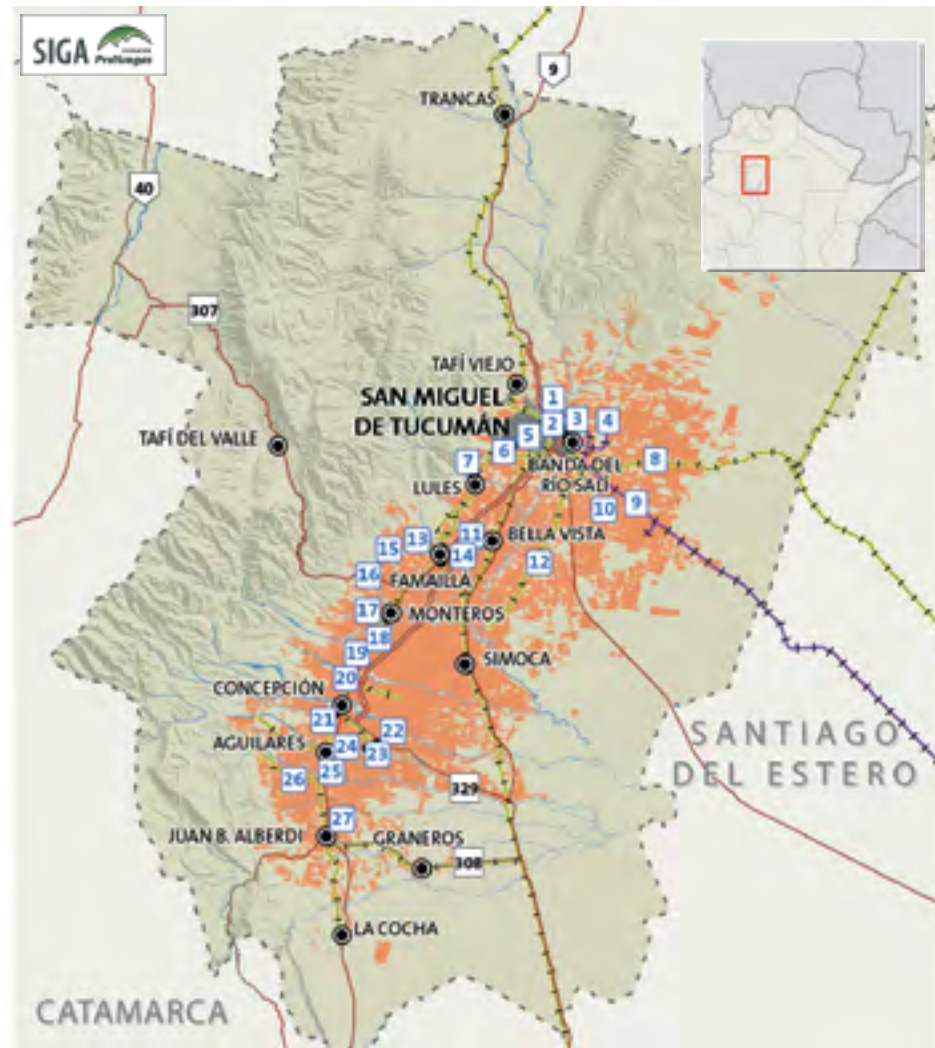 SIGA
ProYungas
9
TRANCAS
40
307
TAFÍ VIEJO
SAN MIGUEL
DE TUCUMÁN
1
2
3
4
5
6
7
8
TAFÍ DEL VALLE
BANDA DEL
RÍO SALÍ
LULES
9
10
11
BELLA VISTA
12
13
14
15
16
FAMAILLA
17
MONTEROS
18
19
SIMOCA
20
CONCEPCIÓN
21
22
AGUILARES
24
23
25
26
SANTIAGO
DEL ESTERO
329
27
JUAN B. ALBERDI
GRANEROS
308
LA COCHA
CATAMARCA